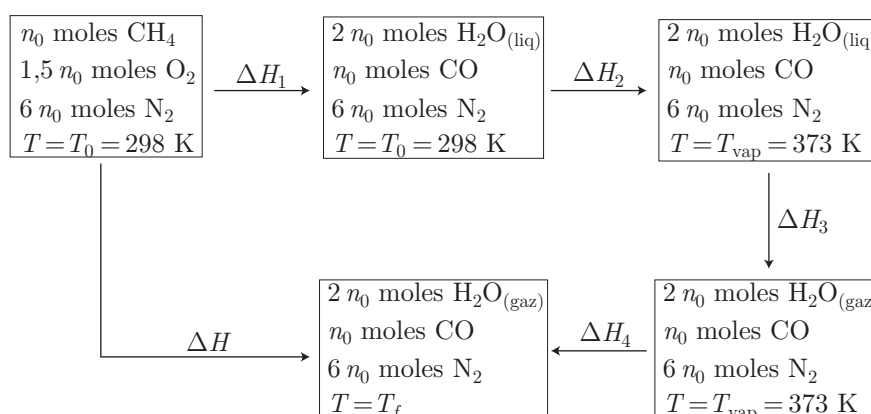 n₀ moles CH₄
1,5 n₀ moles O₂
6 n₀ moles N₂
T = T₀ = 298 K
ΔH₁
2 n₀ moles H₂O₍liq₎
n₀ moles CO
6 n₀ moles N₂
T = T₀ = 298 K
ΔH₂
2 n₀ moles H₂O₍liq₎
n₀ moles CO
6 n₀ moles N₂
T = T_vap = 373 K
ΔH₃
ΔH
2 n₀ moles H₂O₍gaz₎
n₀ moles CO
6 n₀ moles N₂
T = T_f
ΔH₄
2 n₀ moles H₂O₍gaz
n₀ moles CO
6 n₀ moles N₂
T = T_vap = 373 K